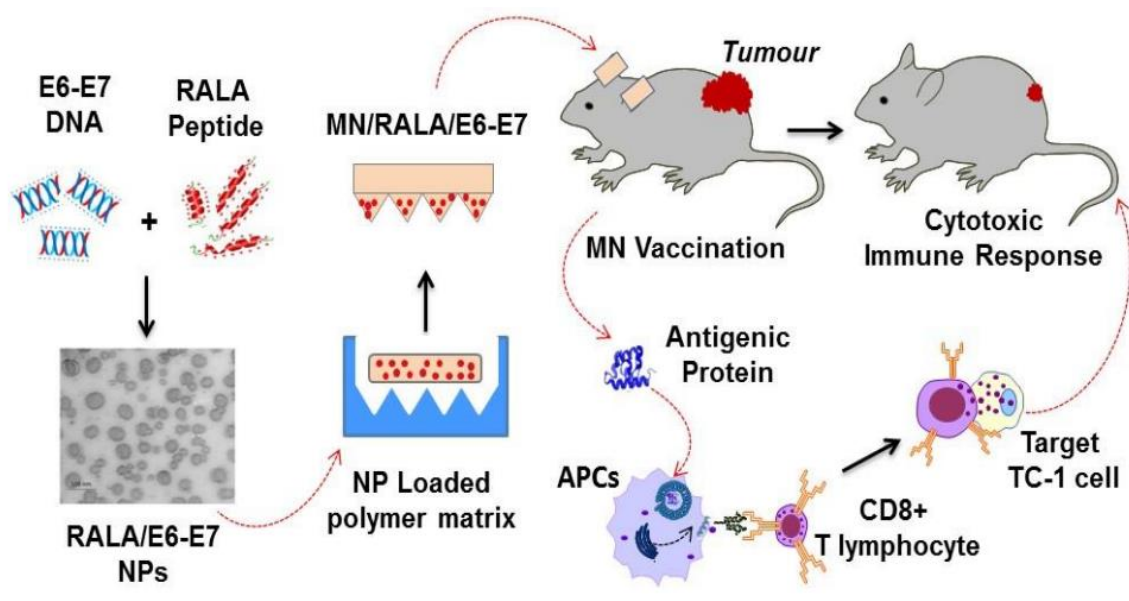 E6-E7
DNA
RALA
Peptide
+
RALA/E6-E7
NPs
MN/RALA/E6-E7
NP Loaded
polymer matrix
Tumour
MN Vaccination
Cytotoxic
Immune Response
Antigenic
Protein
APCs
CD8+
T lymphocyte
Target
TC-1 cell